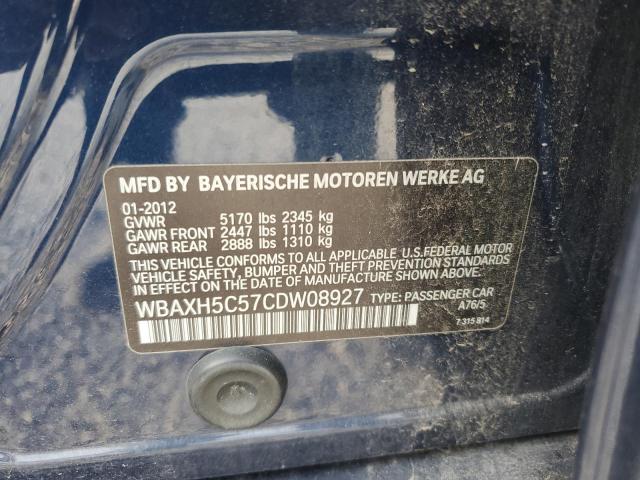 MFD BY BAYERISCHE MOTOREN WERKE AG
01-2012
GVWR 5170 lbs 2345 kg
GAWR FRONT 2447 lbs 1110 kg
GAWR REAR 2888 lbs 1310 kg
THIS VEHICLE CONFORMS TO ALL APPLICABLE U.S.FEDERAL MOTOR
VEHICLE SAFETY, BUMPER AND THEFT PREVENTION STANDARDS
IN EFFECT ON THE DATE OF MANUFACTURE SHOWN ABOVE.
WBAXH5C57CDW08927 TYPE: PASSENGER CAR
A76/5
7 315 814